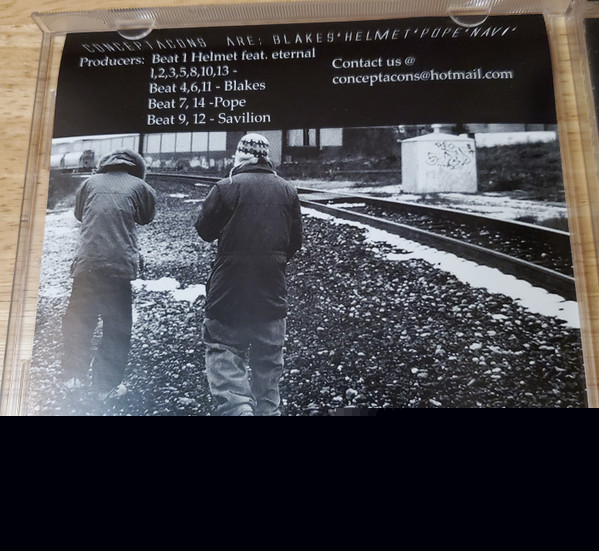 CONCEPTACONS ARE: BLAKES*HELMET*POPE*NAVI*
Producers: Beat 1 Helmet feat. eternal
1,2,3,5,8,10,13 -
Beat 4,6,11 - Blakes
Beat 7, 14 -Pope
Beat 9, 12 - Savilion
Contact us @
conceptacons@hotmail.com